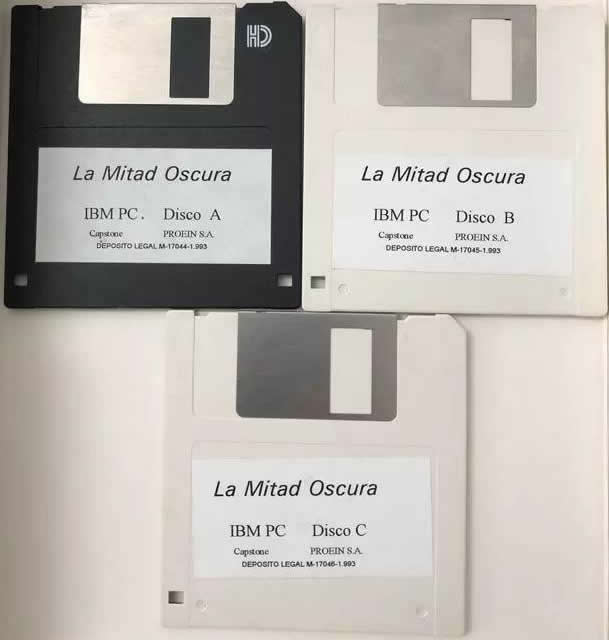 HD
La Mitad Oscura
IBM PC. Disco A
Capstone PROEIN S.A.
DEPOSITO LEGAL M-17044-1.993
La Mitad Oscura
IBM PC Disco B
Capstone PROEIN S.A.
DEPOSITO LEGAL M-17045-1.993
La Mitad Oscura
IBM PC Disco C
Capstone PROEIN S.A.
DEPOSITO LEGAL M-17046-1.993